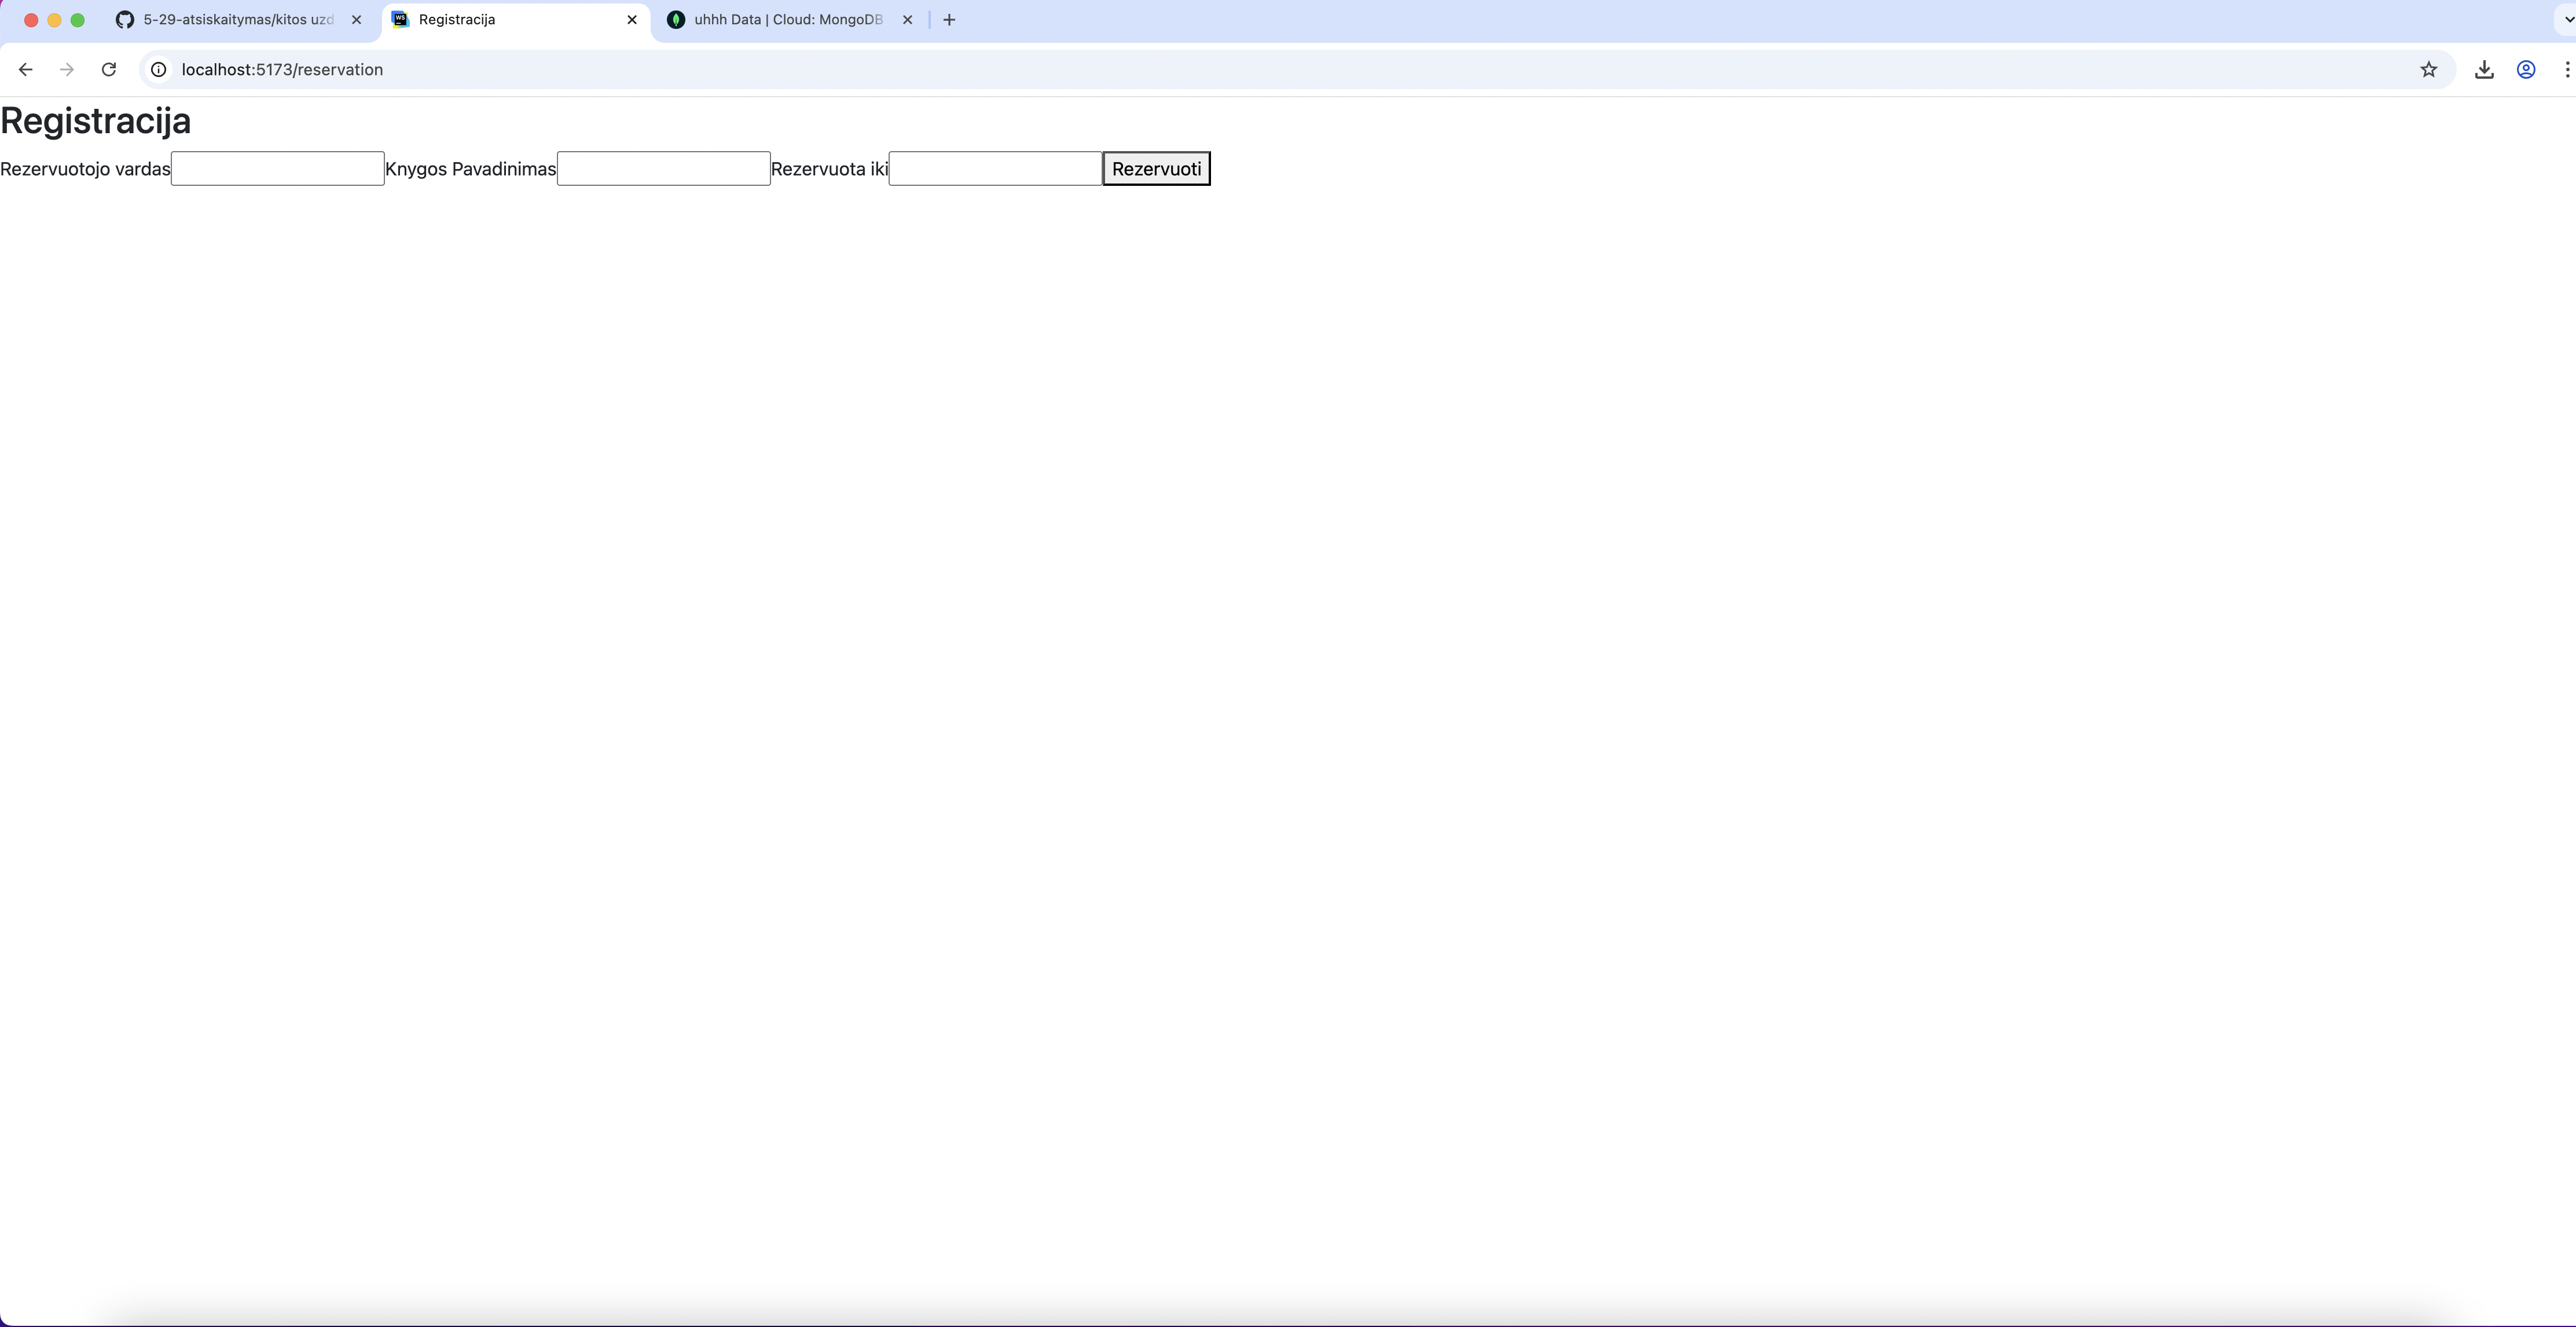 5-29-atsiskaitymas/kitos uzd
Registracija
uhhh Data | Cloud: MongoDB
localhost:5173/reservation
Registracija
Rezervuotojo vardas Knygos Pavadinimas Rezervuota iki Rezervuoti